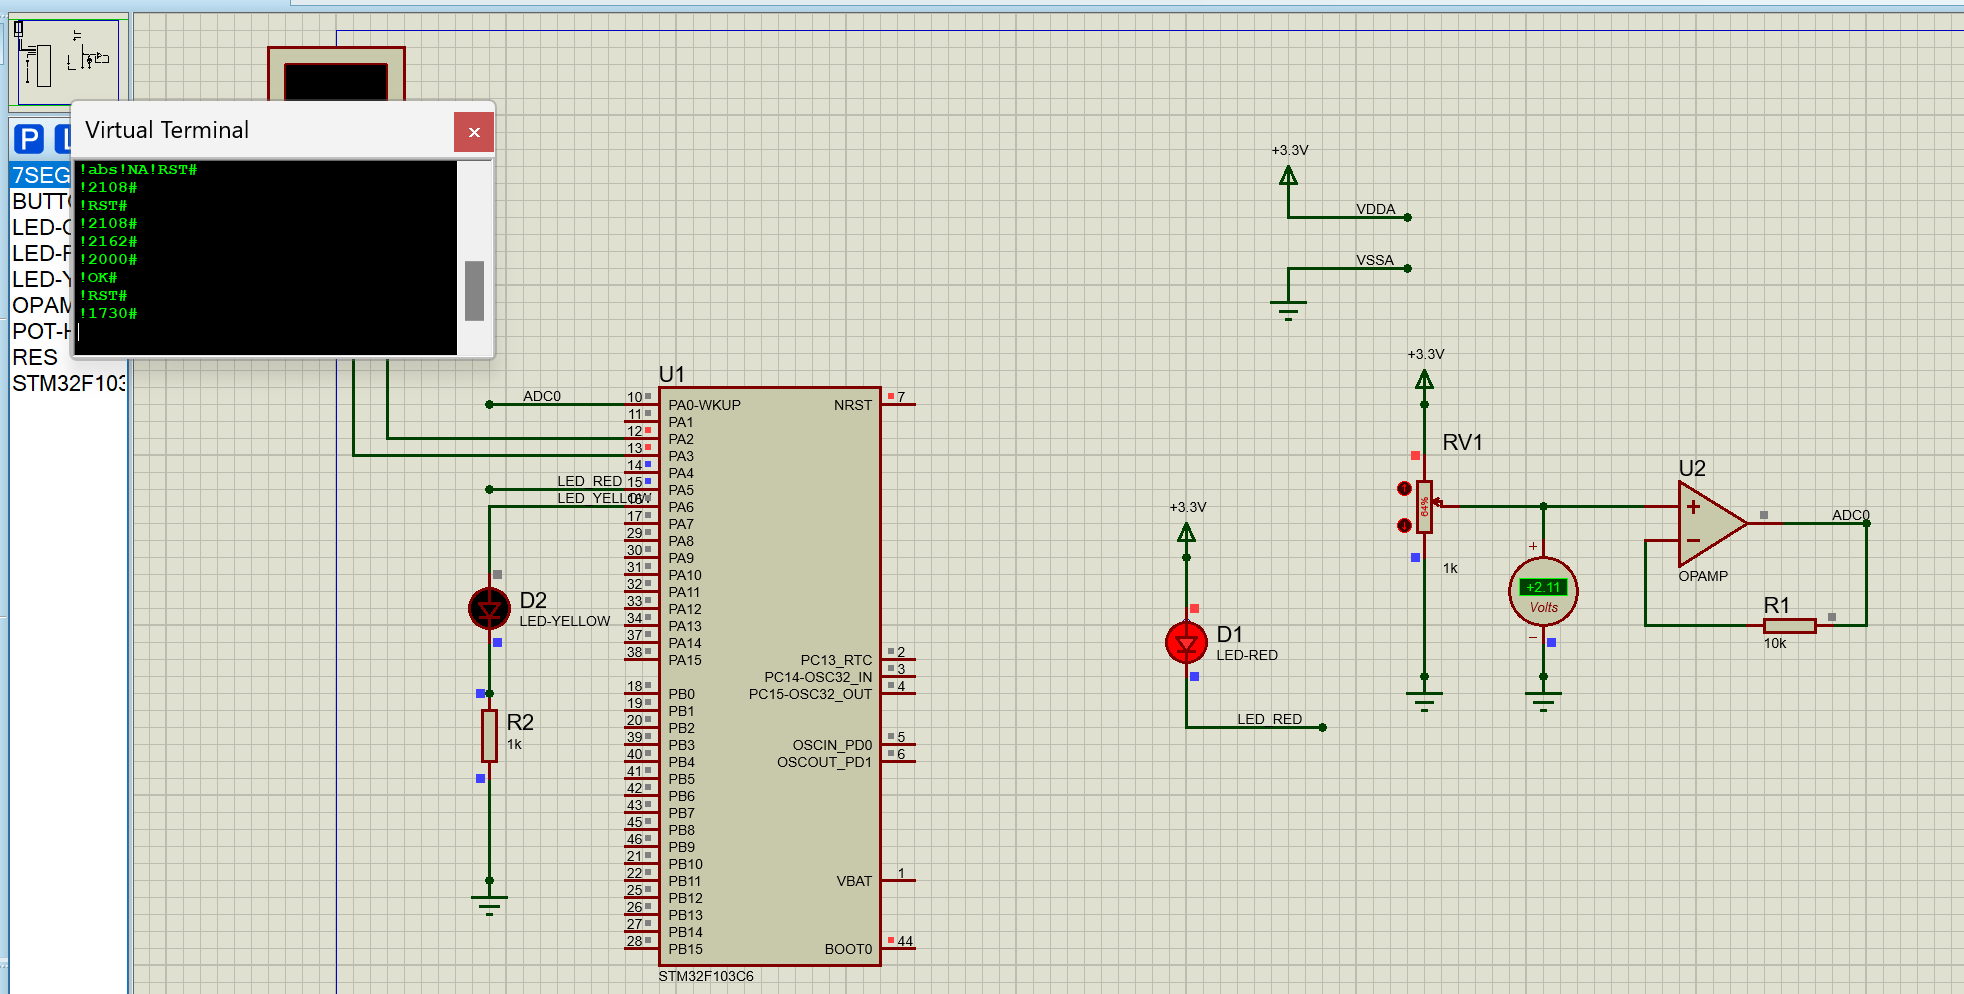 Virtual Terminal
!abs!NA!RST#
!2108#
!RST#
!2108#
!2162#
!2000#
!OK#
!RST#
!1730#
P
7SEG
BUTT
LED-
LED-
LED-Y
OPAM
POT-H
RES
STM32F103
U1
ADC0
LED_RED
LED_YELLOW
10 PA0-WKUP
11 PA1
12 PA2
13 PA3
14 PA4
15 PA5
16 PA6
17 PA7
29 PA8
30 PA9
31 PA10
32 PA11
33 PA12
34 PA13
37 PA14
38 PA15
18 PB0
19 PB1
20 PB2
39 PB3
40 PB4
41 PB5
42 PB6
43 PB7
45 PB8
46 PB9
21 PB10
22 PB11
25 PB12
26 PB13
27 PB14
28 PB15
NRST 7
PC13_RTC 2
PC14-OSC32_IN 3
PC15-OSC32_OUT 4
OSCIN_PD0 5
OSCOUT_PD1 6
VBAT 1
BOOT0 44
STM32F103C6
D2
LED-YELLOW
R2
1k
+3.3V
VDDA
VSSA
+3.3V
D1
LED-RED
LED_RED
+3.3V
RV1
64%
1k
+
+2.11
Volts
−
U2
+
−
OPAMP
ADC0
R1
10k